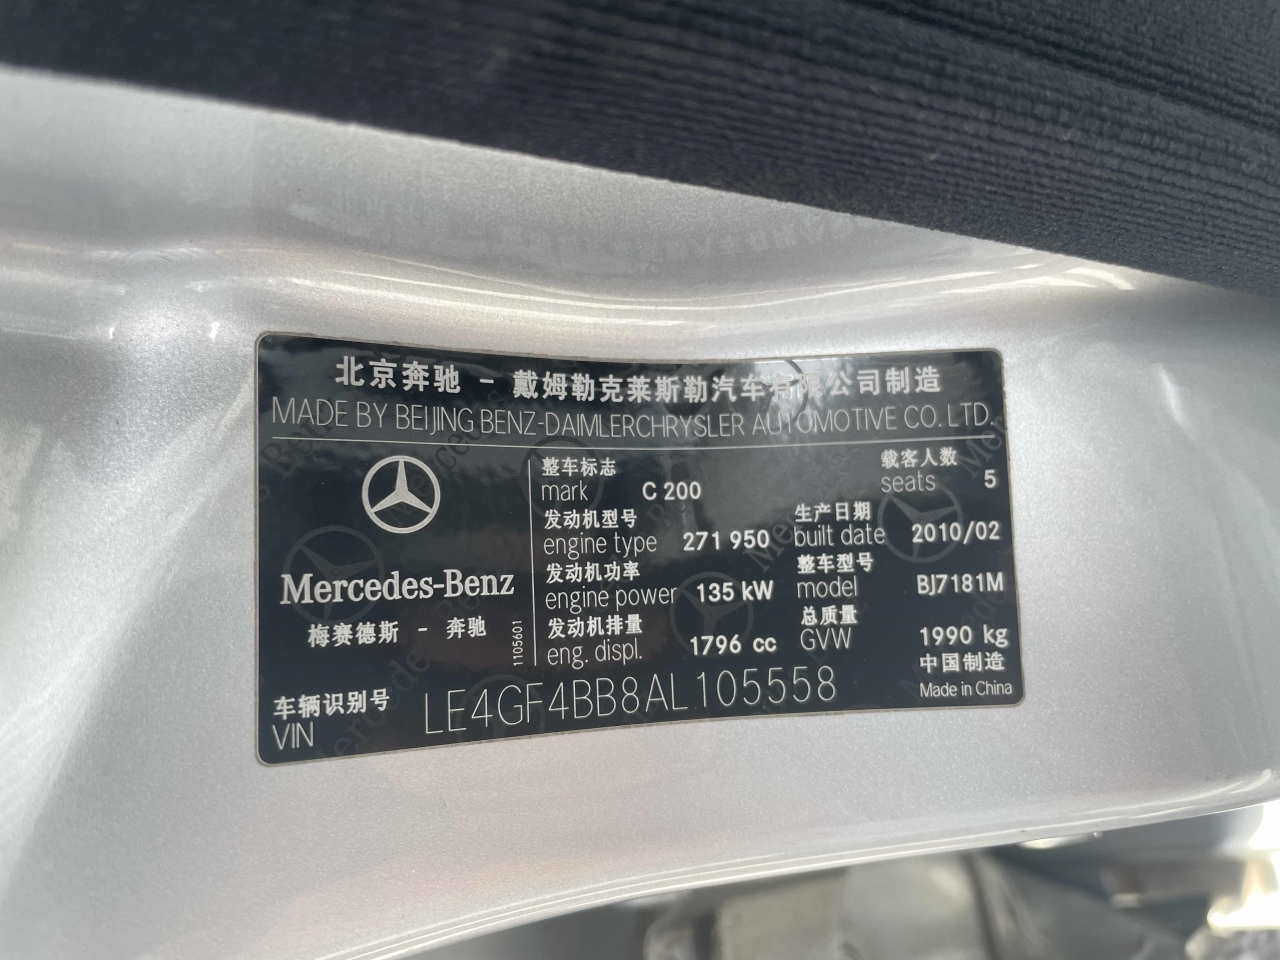 北京奔驰 - 戴姆勒克莱斯勒汽车有限公司制造
MADE BY BEIJING BENZ-DAIMLERCHRYSLER AUTOMOTIVE CO. LTD.
Mercedes-Benz
梅赛德斯 - 奔驰
1105601
整车标志
mark C 200
载客人数
seats 5
发动机型号
engine type 271 950
生产日期
built date 2010/02
发动机功率
engine power 135 kW
整车型号
model BJ7181M
发动机排量
eng. displ. 1796 cc
总质量
GVW 1990 kg
中国制造
Made in China
车辆识别号
VIN LE4GF4BB8AL105558